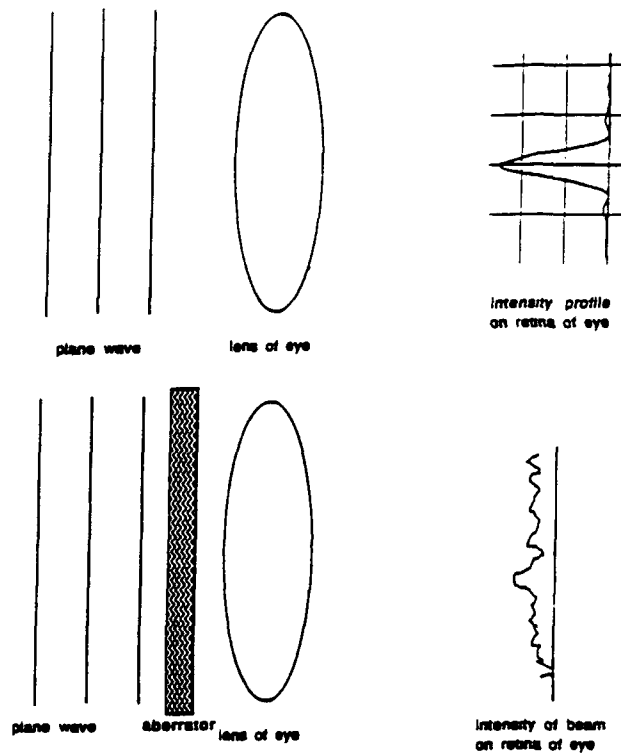 plane wave
lens of eye
intensity profile
on retina of eye
plane wave
aberrator
lens of eye
intensity of beam
on retina of eye